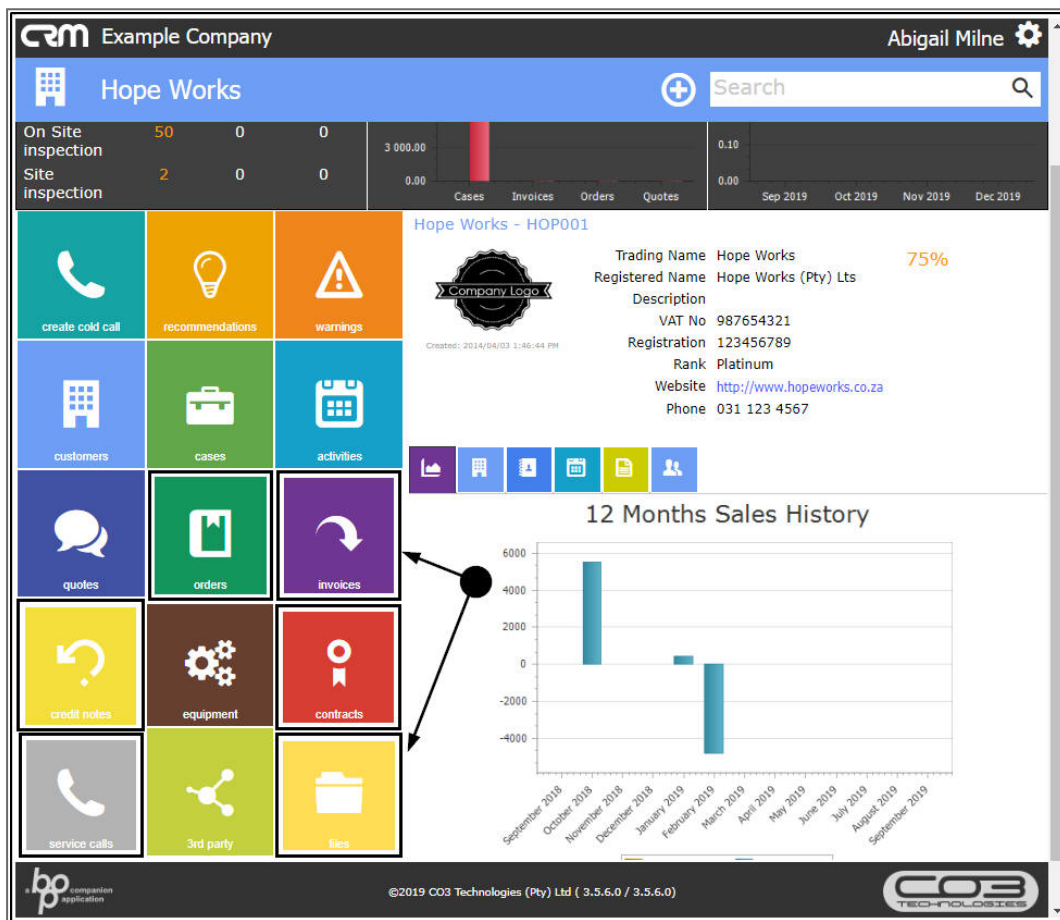 CRM Example Company
Abigail Milne
Hope Works
Search
On Site inspection 50 0 0
Site inspection 2 0 0
3 000.00
0.00
Cases Invoices Orders Quotes
0.10
0.00
Sep 2019 Oct 2019 Nov 2019 Dec 2019
create cold call
recommendations
warnings
customers
cases
activities
quotes
orders
invoices
credit notes
equipment
contracts
service calls
3rd party
files
Hope Works - HOP001
Company Logo
Created: 2014/04/03 1:46:44 PM
Trading Name Hope Works 75%
Registered Name Hope Works (Pty) Lts
Description
VAT No 987654321
Registration 123456789
Rank Platinum
Website http://www.hopeworks.co.za
Phone 031 123 4567
12 Months Sales History
6000
4000
2000
0
-2000
-4000
September 2018
October 2018
November 2018
December 2018
January 2019
February 2019
March 2019
April 2019
May 2019
June 2019
July 2019
August 2019
September 2019
a bpo companion application
©2019 CO3 Technologies (Pty) Ltd ( 3.5.6.0 / 3.5.6.0)
CO3
TECHNOLOGIES